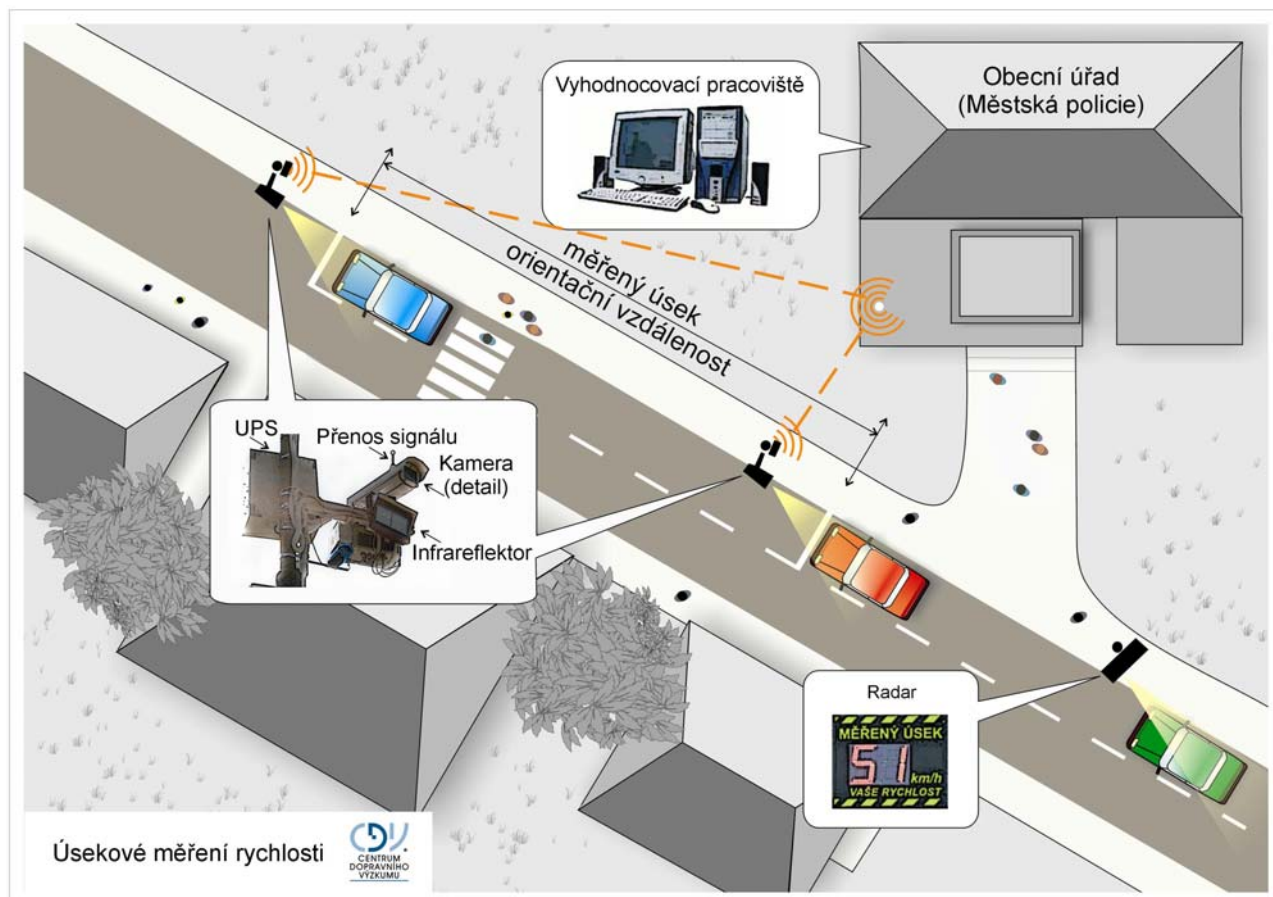 Vyhodnocovací pracoviště
Obecní úřad
(Městská policie)
měřený úsek
orientační vzdálenost
UPS
Přenos signálu
Kamera
(detail)
Infrareflektor
Radar
MĚŘENÝ ÚSEK
51 km/h
VAŠE RYCHLOST
Úsekové měření rychlosti
CDV
CENTRUM
DOPRAVNÍHO
VÝZKUMU